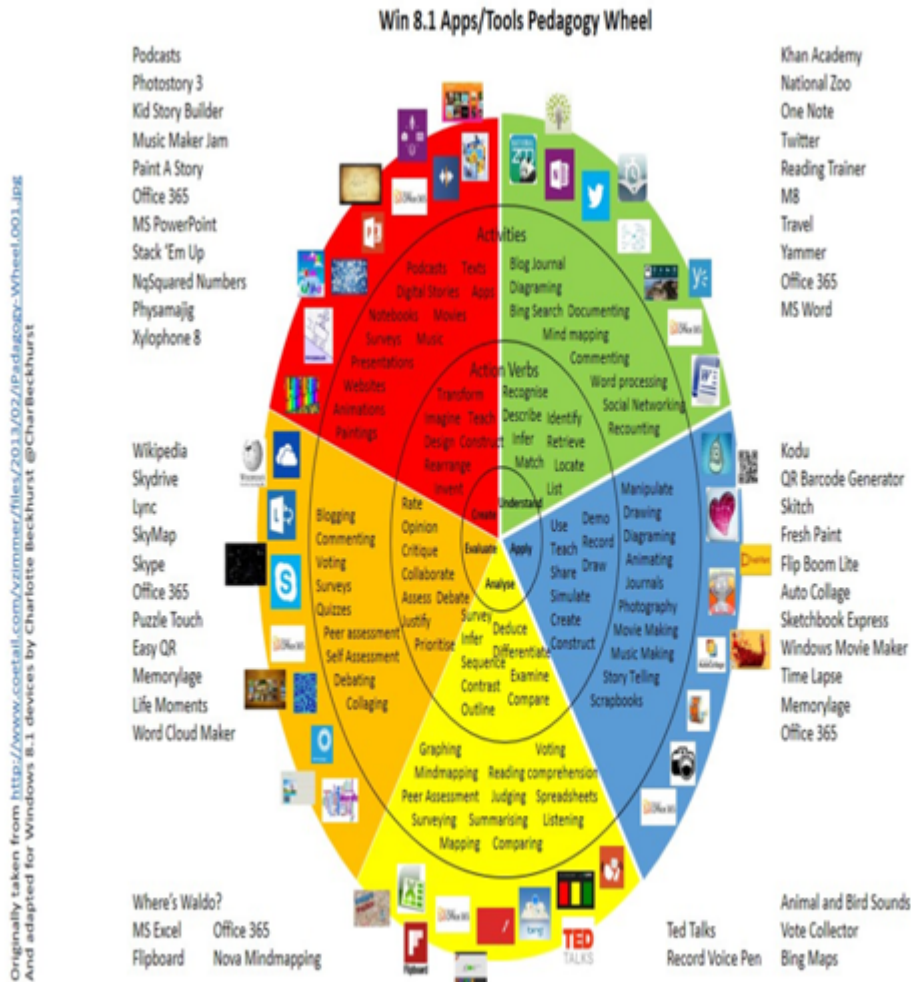 Win 8.1 Apps/Tools Pedagogy Wheel
Podcasts
Photostory 3
Kid Story Builder
Music Maker Jam
Paint A Story
Office 365
MS PowerPoint
Stack 'Em Up
NqSquared Numbers
Physamajig
Xylophone 8
Khan Academy
National Zoo
One Note
Twitter
Reading Trainer
M8
Travel
Yammer
Office 365
MS Word
Activities
Podcasts Texts
Digital Stories Apps
Notebooks Movies
Surveys Music
Presentations
Websites
Animations
Paintings
Blog Journal
Diagraming
Bing Search Documenting
Mind mapping
Commenting
Word processing
Social Networking
Recounting
Action Verbs
Transform
Imagine Teach
Design Construct
Rearrange
Invent
Recognise
Describe Identify
Infer Retrieve
Match Locate
List
Create
Understand
Evaluate
Apply
Analyse
Wikipedia
Skydrive
Lync
SkyMap
Skype
Office 365
Puzzle Touch
Easy QR
Memorylage
Life Moments
Word Cloud Maker
Blogging
Commenting
Voting
Surveys
Quizzes
Peer assessment
Self Assessment
Debating
Collaging
Rate
Opinion
Critique
Collaborate
Assess Debate
Justify
Prioritise
Use Demo
Teach Record
Share Draw
Simulate
Create
Construct
Manipulate
Drawing
Diagraming
Animating
Journals
Photography
Movie Making
Music Making
Story Telling
Scrapbooks
Kodu
QR Barcode Generator
Skitch
Fresh Paint
Flip Boom Lite
Auto Collage
Sketchbook Express
Windows Movie Maker
Time Lapse
Memorylage
Office 365
Survey Deduce
Infer Differentiate
Sequence Examine
Contrast Compare
Outline
Graphing Voting
Mindmapping Reading comprehension
Peer Assessment Judging Spreadsheets
Surveying Summarising Listening
Mapping Comparing
Flipboard
bing
TED
TALKS
Where's Waldo?
MS Excel Office 365
Flipboard Nova Mindmapping
Animal and Bird Sounds
Ted Talks Vote Collector
Record Voice Pen Bing Maps
Originally taken from http://www.coetail.com/vzimmer/files/2013/02/iPadagogy-Wheel.001.jpg
And adapted for Windows 8.1 devices by Charlotte Beckhurst @CharBeckhurst